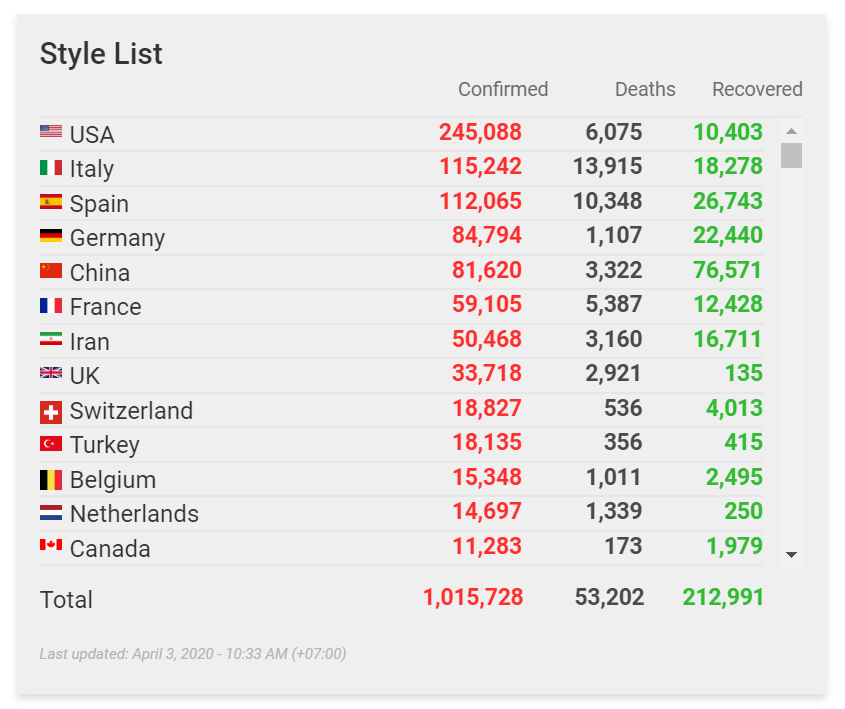 Style List
Confirmed Deaths Recovered
USA 245,088 6,075 10,403
Italy 115,242 13,915 18,278
Spain 112,065 10,348 26,743
Germany 84,794 1,107 22,440
China 81,620 3,322 76,571
France 59,105 5,387 12,428
Iran 50,468 3,160 16,711
UK 33,718 2,921 135
Switzerland 18,827 536 4,013
Turkey 18,135 356 415
Belgium 15,348 1,011 2,495
Netherlands 14,697 1,339 250
Canada 11,283 173 1,979
Total 1,015,728 53,202 212,991
Last updated: April 3, 2020 - 10:33 AM (+07:00)